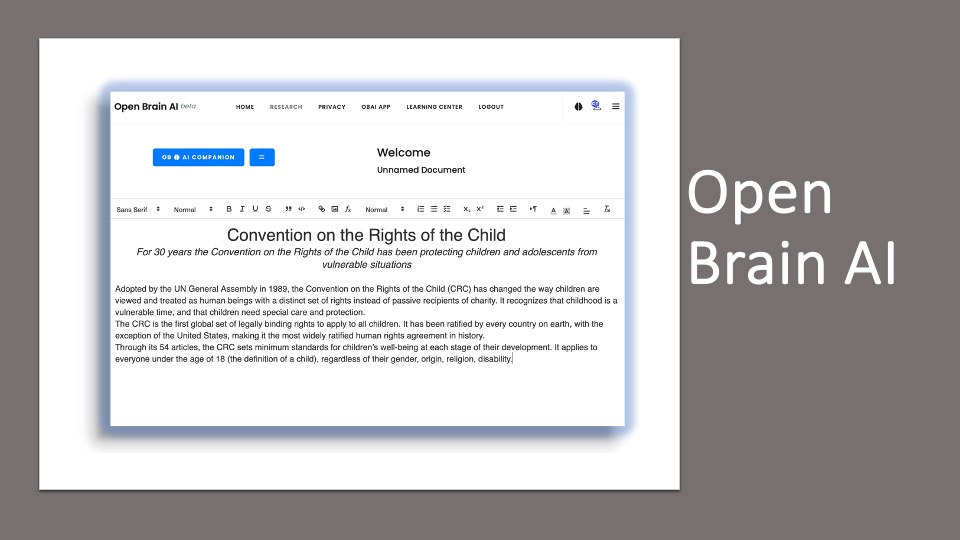 Open Brain AI beta
HOME RESEARCH PRIVACY OBAI APP LEARNING CENTER LOGOUT
OB AI COMPANION
Welcome
Unnamed Document
Sans Serif Normal B I U S Normal
Convention on the Rights of the Child
For 30 years the Convention on the Rights of the Child has been protecting children and adolescents from
vulnerable situations
Adopted by the UN General Assembly in 1989, the Convention on the Rights of the Child (CRC) has changed the way children are
viewed and treated as human beings with a distinct set of rights instead of passive recipients of charity. It recognizes that childhood is a
vulnerable time, and that children need special care and protection.
The CRC is the first global set of legally binding rights to apply to all children. It has been ratified by every country on earth, with the
exception of the United States, making it the most widely ratified human rights agreement in history.
Through its 54 articles, the CRC sets minimum standards for children's well-being at each stage of their development. It applies to
everyone under the age of 18 (the definition of a child), regardless of their gender, origin, religion, disability.
Open
Brain AI